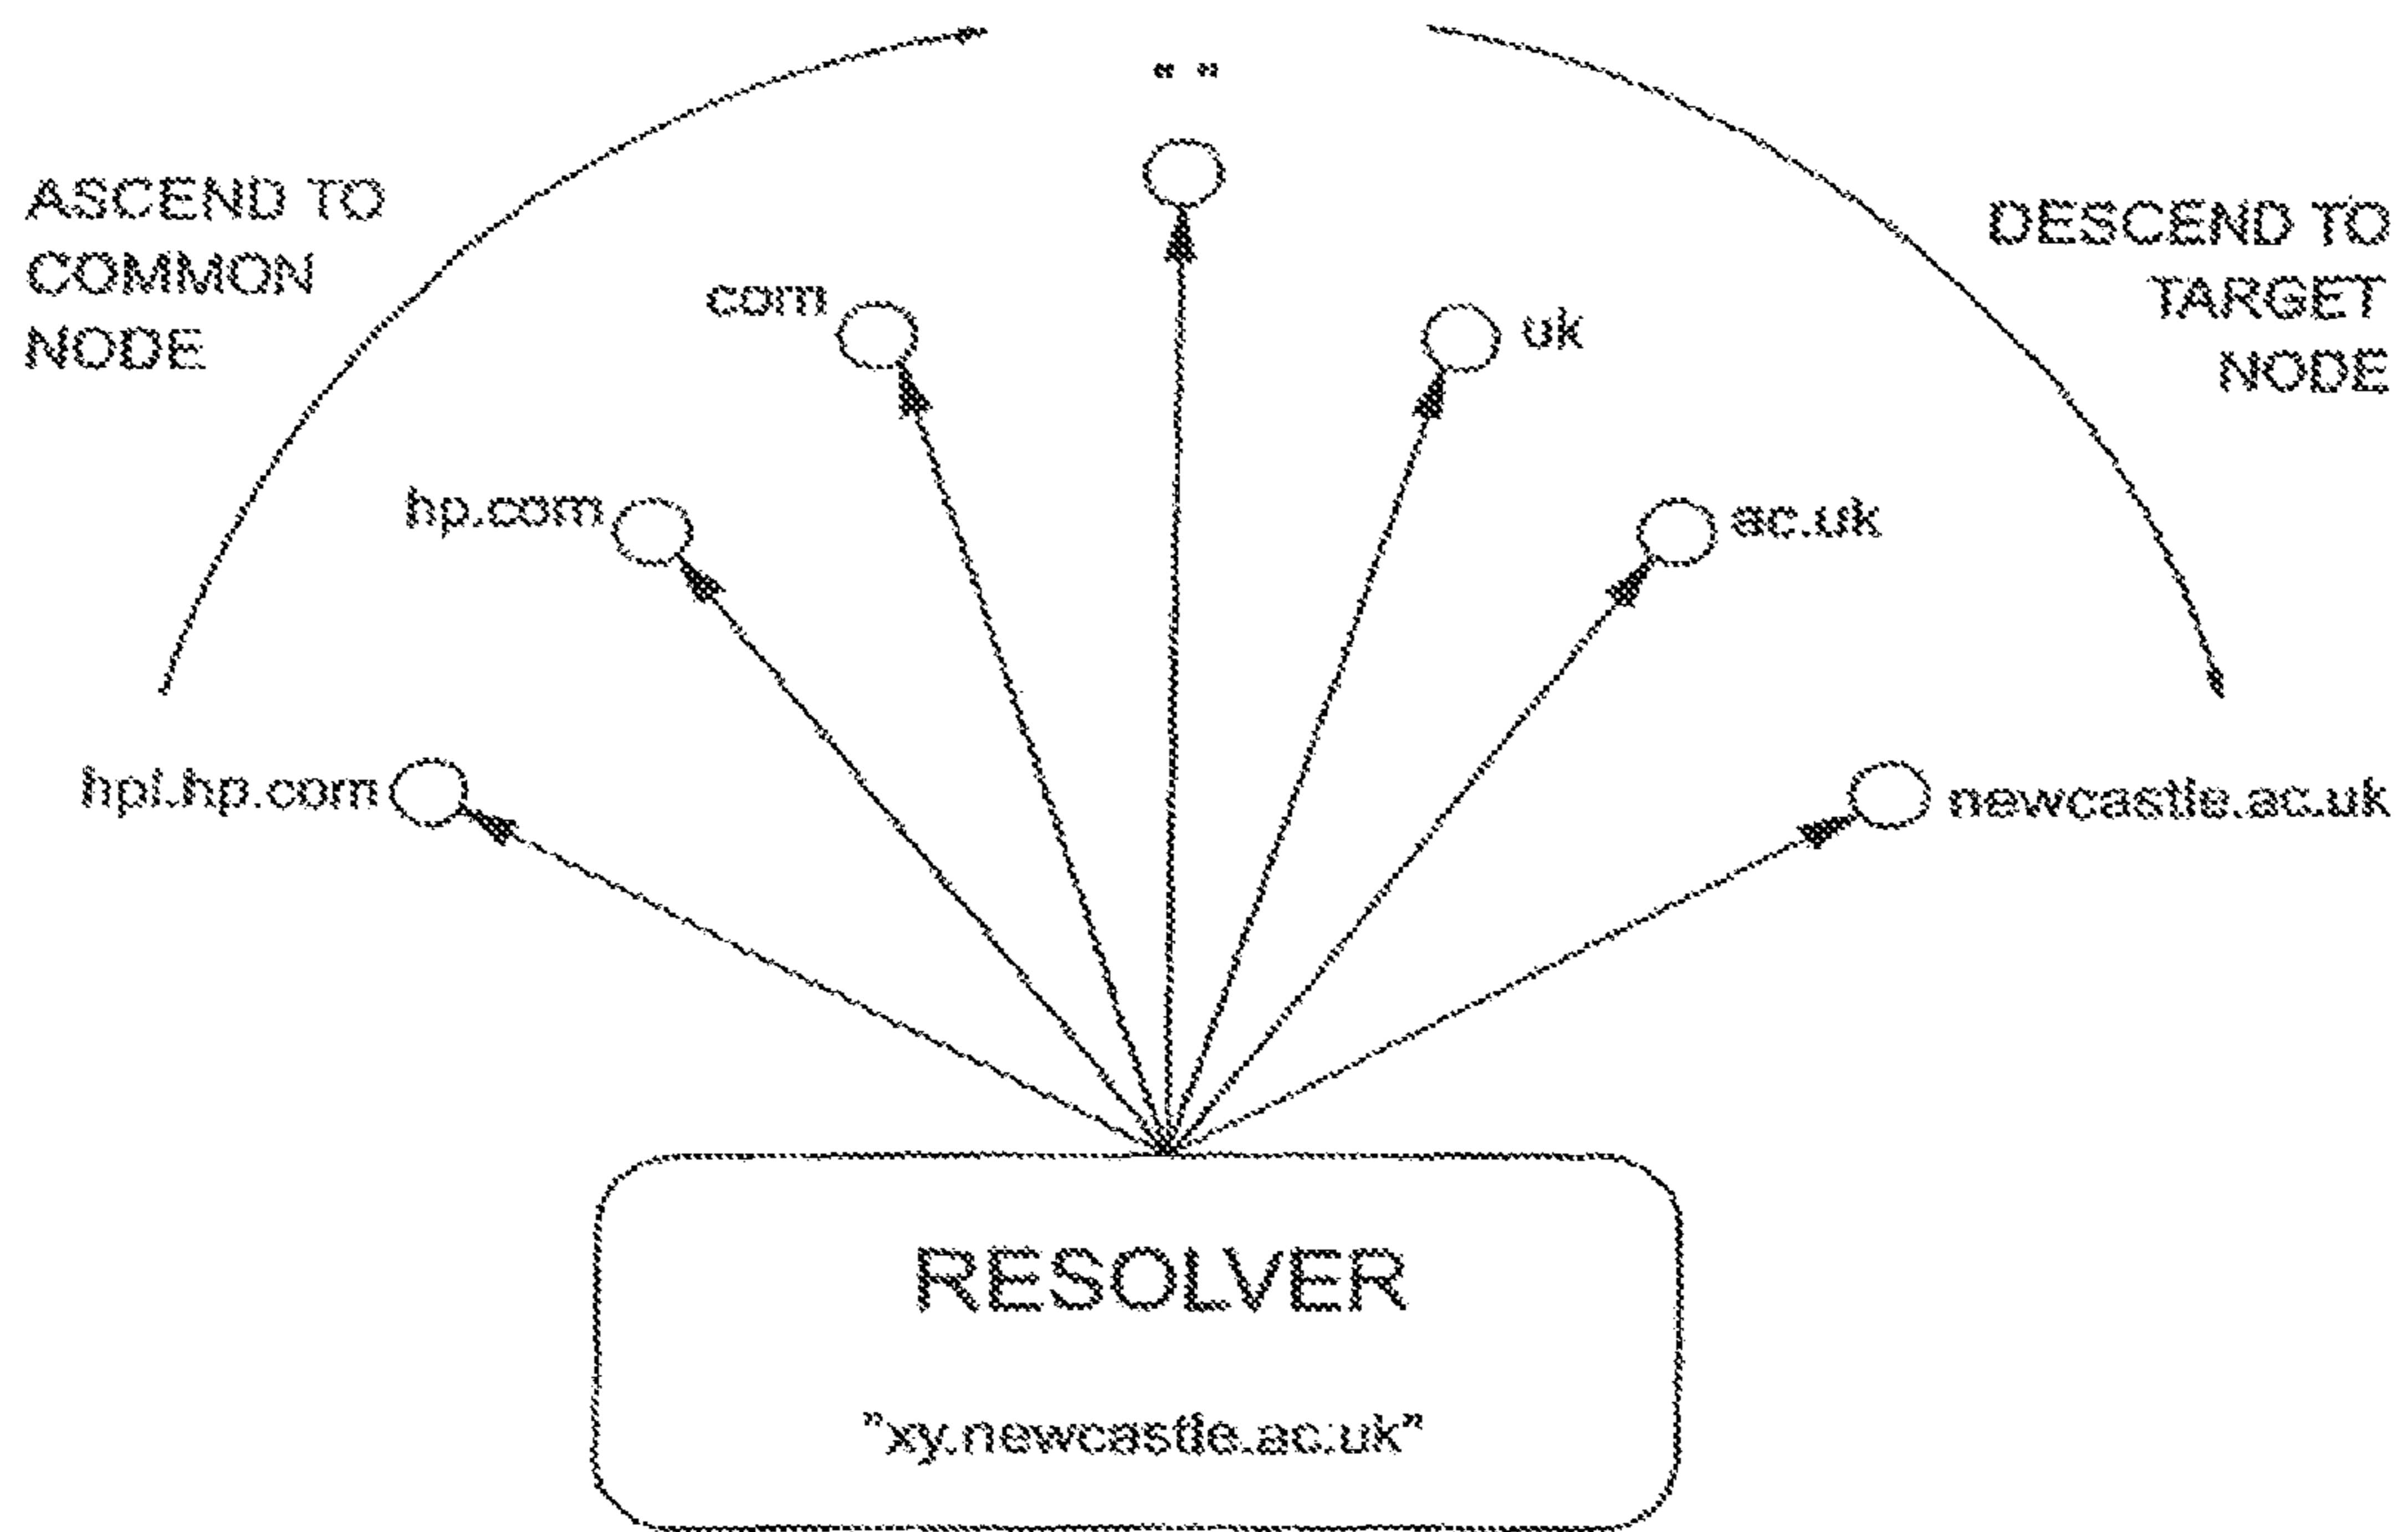 " "
ASCEND TO
COMMON
NODE
DESCEND TO
TARGET
NODE
com
uk
hp.com
ac.uk
hpl.hp.com
newcastle.ac.uk
RESOLVER
"xy.newcastle.ac.uk"